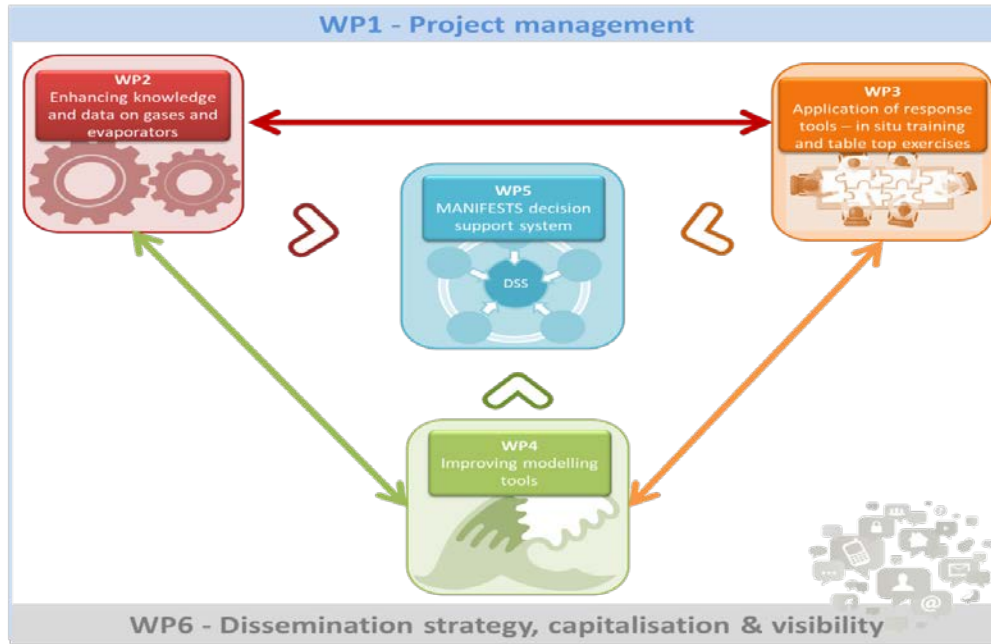 WP1 - Project management
WP2
Enhancing knowledge
and data on gases and
evaporators
WP3
Application of response
tools – in situ training
and table top exercises
WP5
MANIFESTS decision
support system
DSS
WP4
Improving modelling
tools
WP6 - Dissemination strategy, capitalisation & visibility